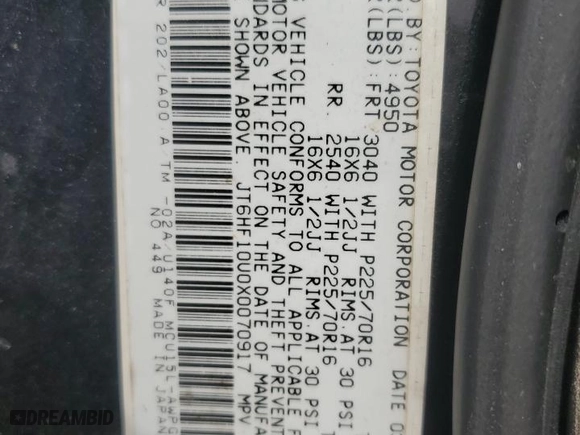 D BY: TOYOTA MOTOR CORPORATION DATE O
(LBS): 4950
(LBS): FRT. 3040 WITH P225/70R16
16X6 1/2JJ RIMS. AT 30 PSI
RR. 2540 WITH P225/70R16
16X6 1/2JJ RIMS. AT 30 PSI
S VEHICLE CONFORMS TO ALL APPLICABLE F
MOTOR VEHICLE SAFETY AND THEFT PREVENT
NDARDS IN EFFECT ON THE DATE OF MANUFA
SHOWN ABOVE. JT6HF10U0X0070917 MPV
R 202/LA00 A TM -02A/U140F MCU15L-AWPG
NO 449 MADE IN JAPAN
DREAMBID